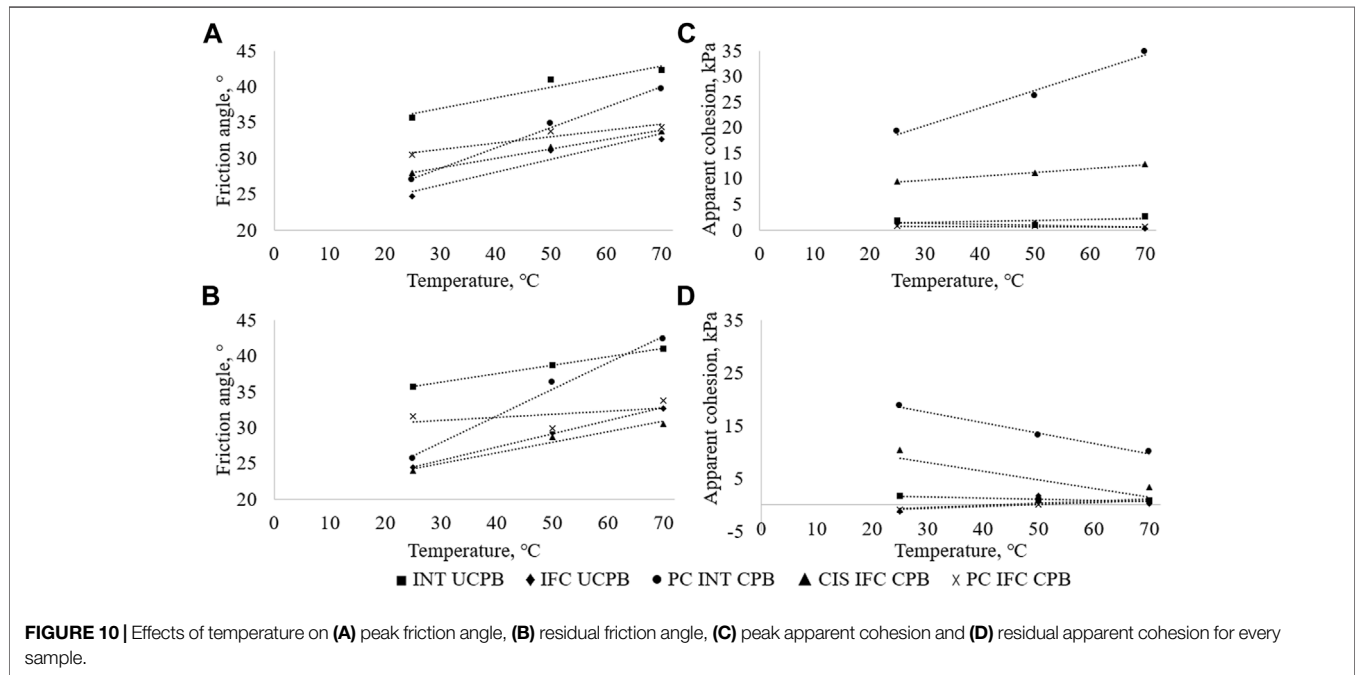 A
45
40
35
30
25
20
Friction angle, °
0 10 20 30 40 50 60 70
Temperature, °C
C
35
30
25
20
15
10
5
0
Apparent cohesion, kPa
0 10 20 30 40 50 60 70
Temperature, °C
B
45
40
35
30
25
20
Friction angle, °
0 10 20 30 40 50 60 70
Temperature, °C
D
35
25
15
5
-5
Apparent cohesion, kPa
0 10 20 30 40 50 60 70
Temperature, °C
■ INT UCPB ♦ IFC UCPB ● PC INT CPB ▲ CIS IFC CPB × PC IFC CPB
FIGURE 10 | Effects of temperature on (A) peak friction angle, (B) residual friction angle, (C) peak apparent cohesion and (D) residual apparent cohesion for every
sample.